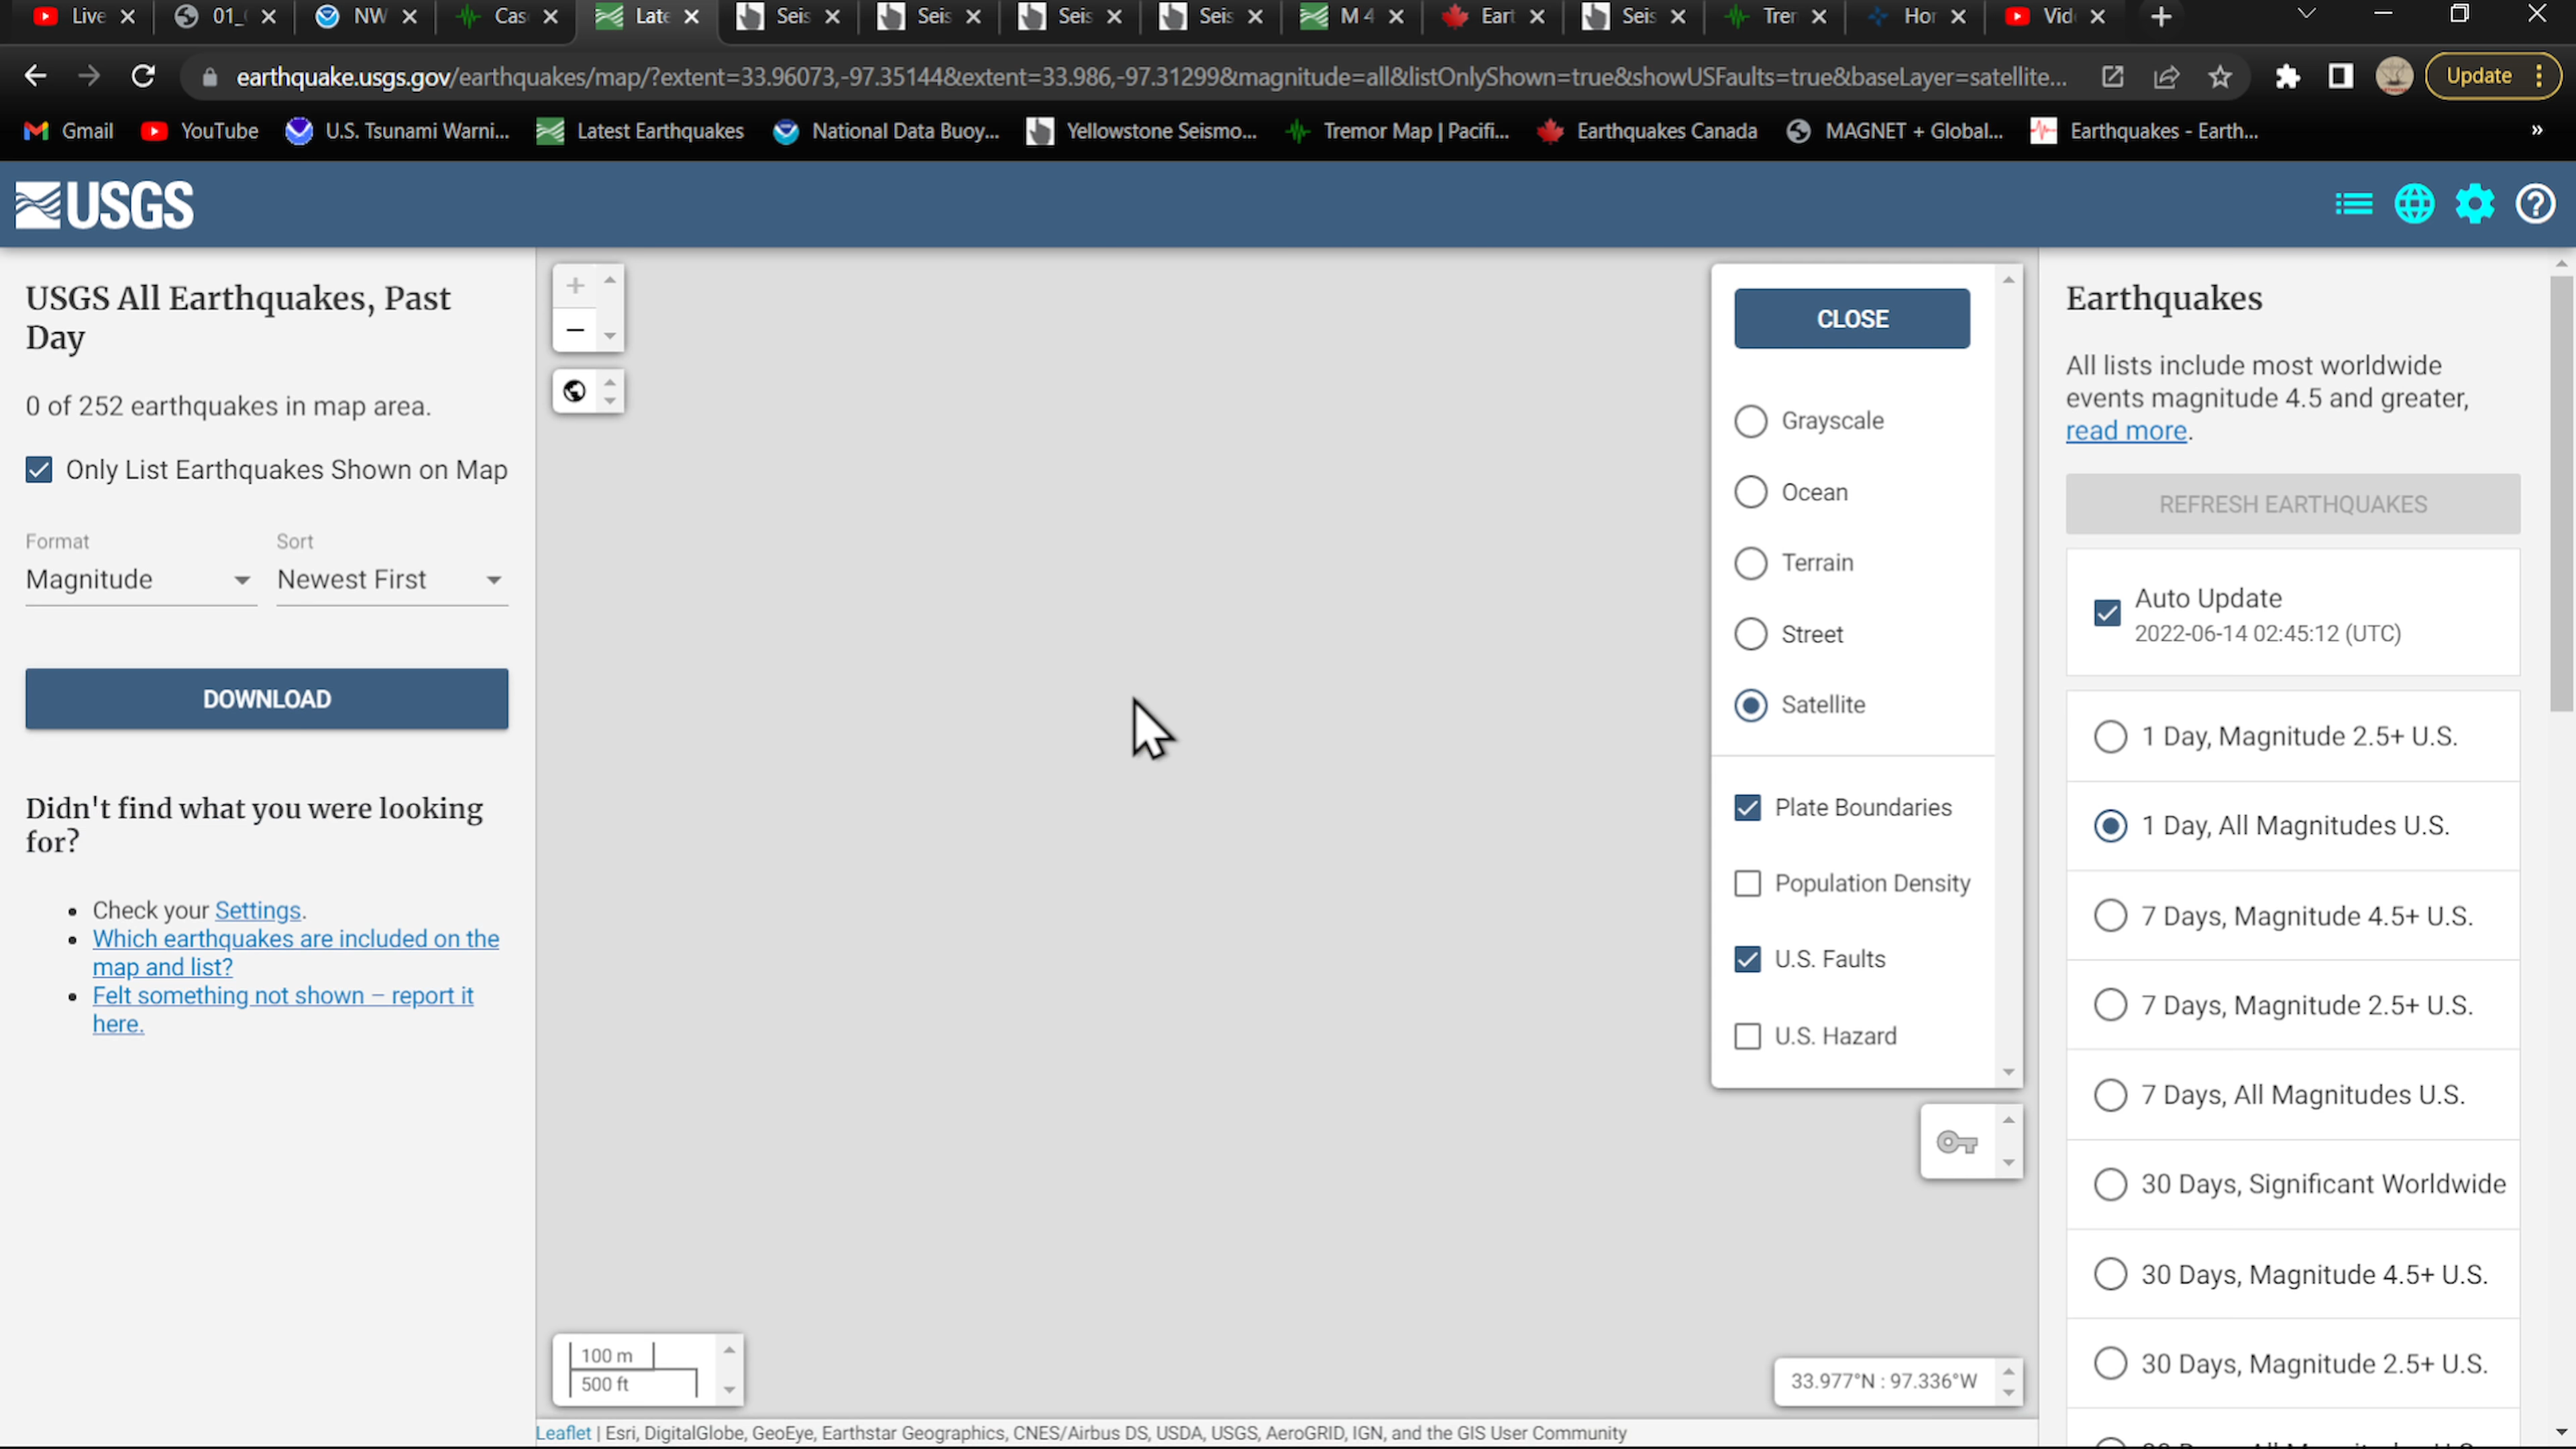 Live
01_
NW
Cas
Late
Seis
Seis
Seis
Seis
M 4
Eart
Seis
Trer
Hor
Vid
earthquake.usgs.gov/earthquakes/map/?extent=33.96073,-97.35144&extent=33.986,-97.31299&magnitude=all&listOnlyShown=true&showUSFaults=true&baseLayer=satellite...
Update
Gmail
YouTube
U.S. Tsunami Warni...
Latest Earthquakes
National Data Buoy...
Yellowstone Seismo...
Tremor Map | Pacifi...
Earthquakes Canada
MAGNET + Global...
Earthquakes - Earth...
»
USGS
USGS All Earthquakes, Past
Day
0 of 252 earthquakes in map area.
Only List Earthquakes Shown on Map
Format
Sort
Magnitude
Newest First
DOWNLOAD
Didn't find what you were looking
for?
• Check your Settings.
• Which earthquakes are included on the
map and list?
• Felt something not shown – report it
here.
+
−
CLOSE
Grayscale
Ocean
Terrain
Street
Satellite
Plate Boundaries
Population Density
U.S. Faults
U.S. Hazard
100 m
500 ft
33.977°N : 97.336°W
Leaflet | Esri, DigitalGlobe, GeoEye, Earthstar Geographics, CNES/Airbus DS, USDA, USGS, AeroGRID, IGN, and the GIS User Community
Earthquakes
All lists include most worldwide
events magnitude 4.5 and greater,
read more.
REFRESH EARTHQUAKES
Auto Update
2022-06-14 02:45:12 (UTC)
1 Day, Magnitude 2.5+ U.S.
1 Day, All Magnitudes U.S.
7 Days, Magnitude 4.5+ U.S.
7 Days, Magnitude 2.5+ U.S.
7 Days, All Magnitudes U.S.
30 Days, Significant Worldwide
30 Days, Magnitude 4.5+ U.S.
30 Days, Magnitude 2.5+ U.S.